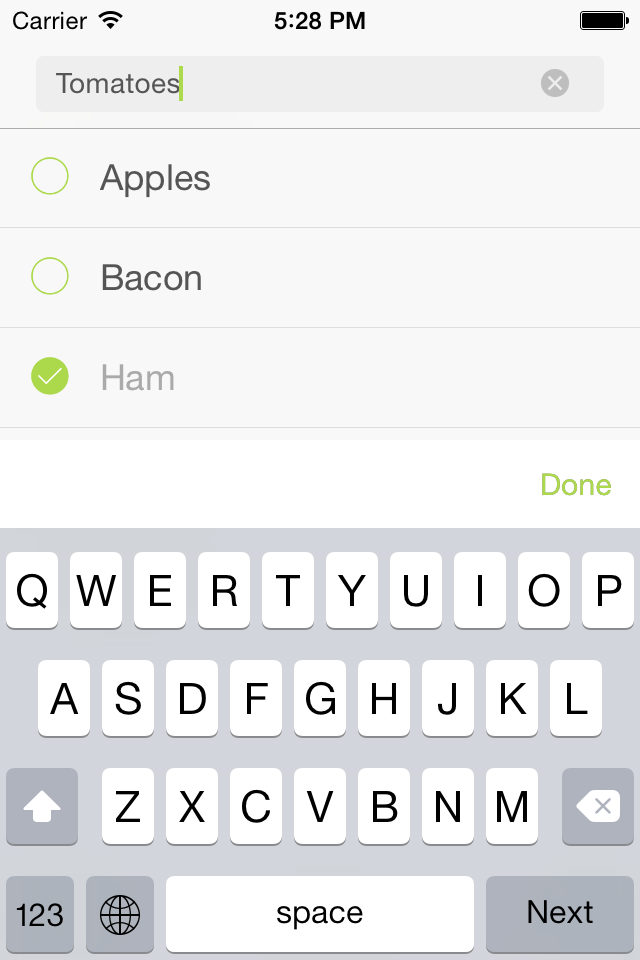 Carrier 5:28 PM
Tomatoes
Apples
Bacon
Ham
Done
Q W E R T Y U I O P
A S D F G H J K L
Z X C V B N M
123 space Next